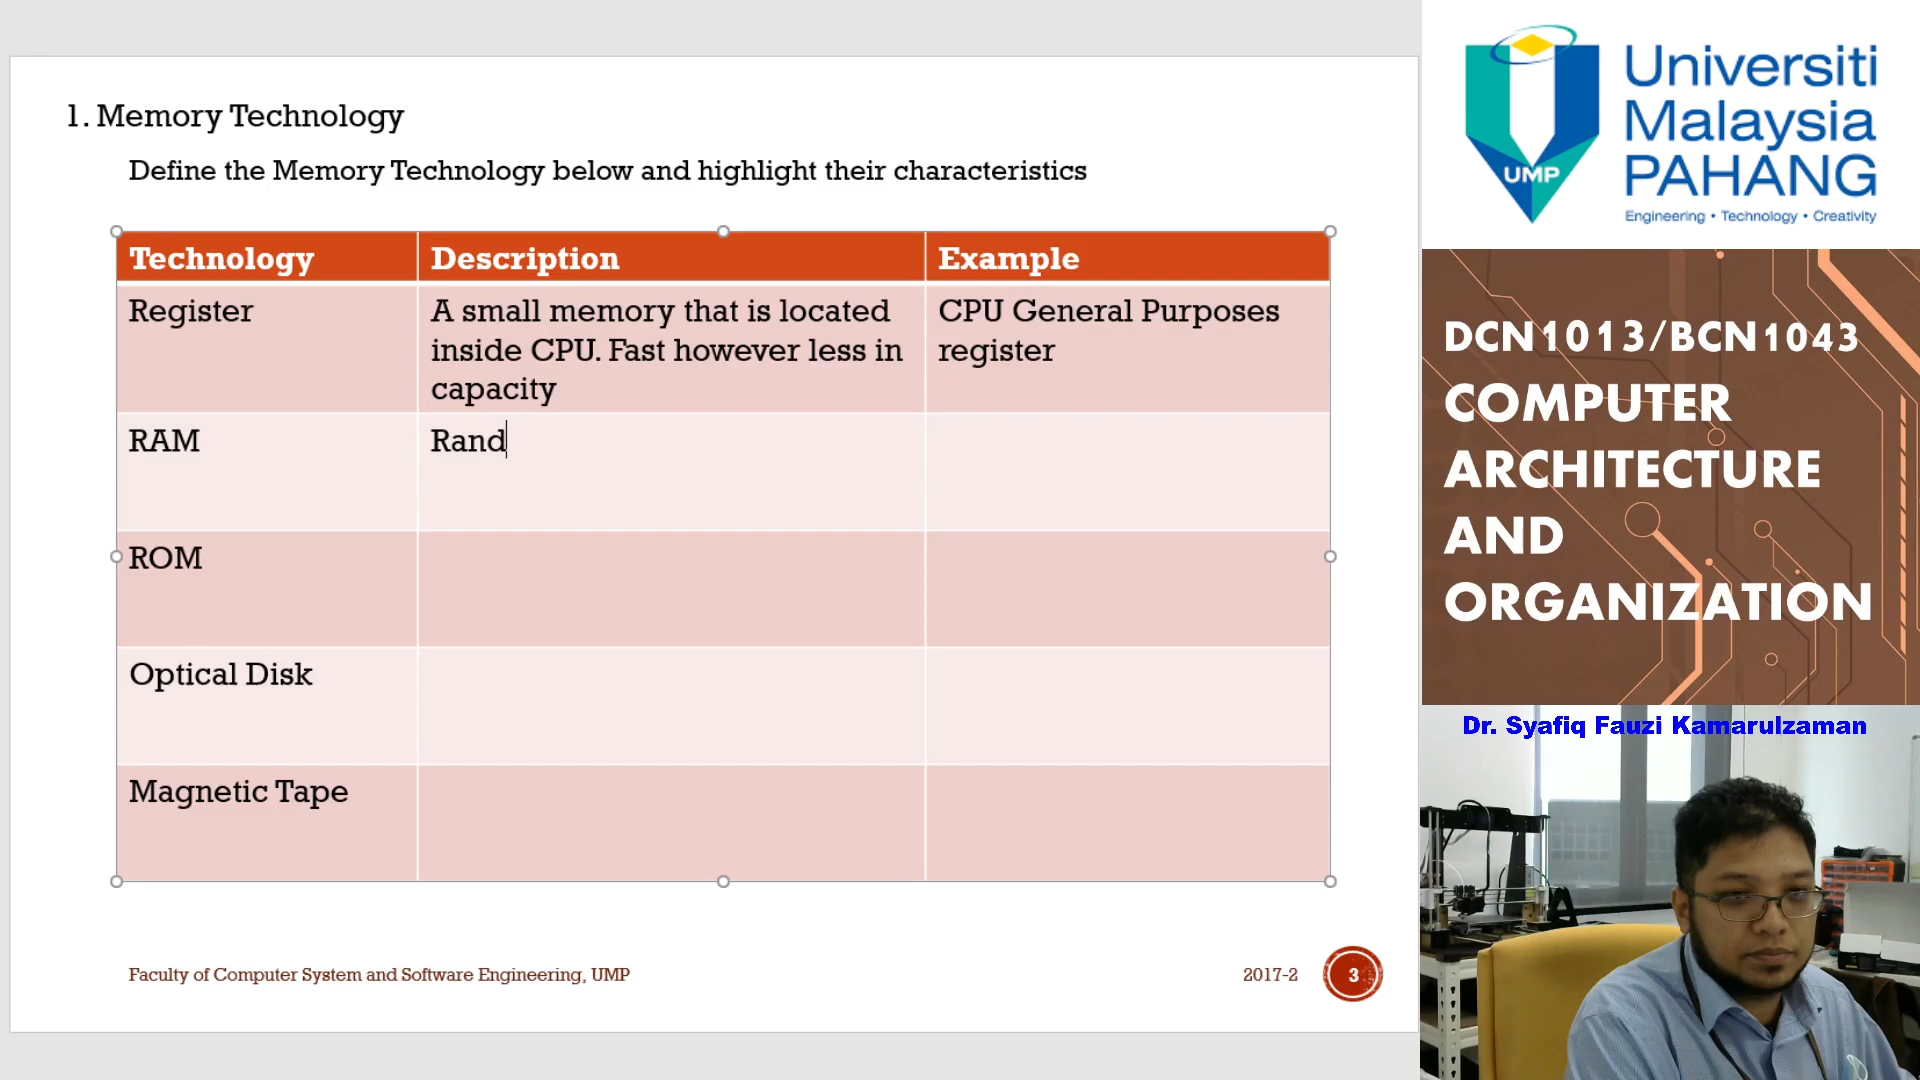 1. Memory Technology
Define the Memory Technology below and highlight their characteristics
Technology Description Example
Register A small memory that is located CPU General Purposes
inside CPU. Fast however less in register
capacity
RAM Rand
ROM
Optical Disk
Magnetic Tape
Faculty of Computer System and Software Engineering, UMP 2017-2 3
Universiti
Malaysia
PAHANG
UMP
Engineering • Technology • Creativity
DCN1013/BCN1043
COMPUTER
ARCHITECTURE
AND
ORGANIZATION
Dr. Syafiq Fauzi Kamarulzaman